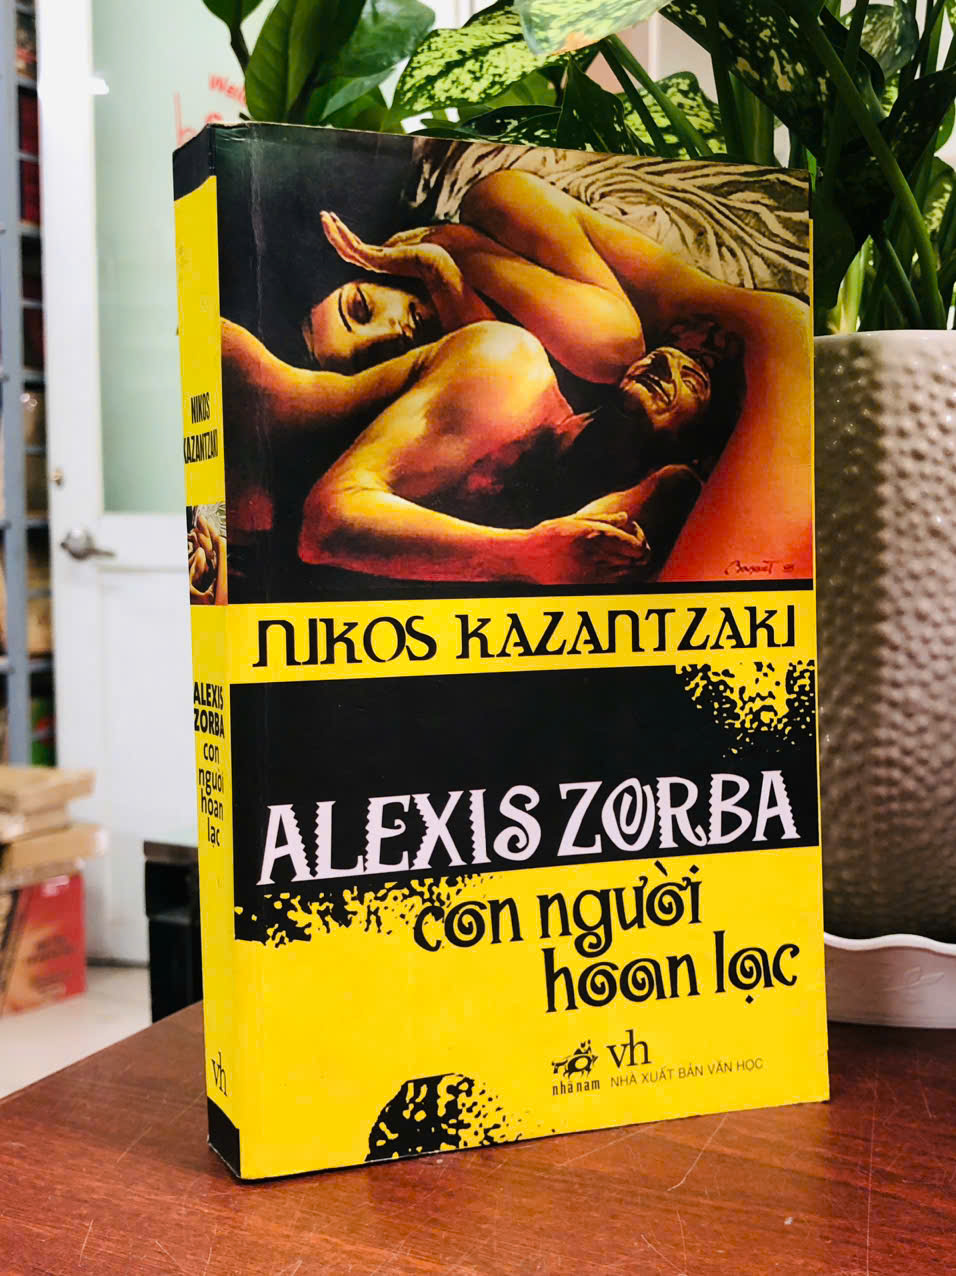 NIKOS KAZANTZAKI
ALEXIS ZORBA
con người
hoan lạc
nhã nam
vh
NHÀ XUẤT BẢN VĂN HỌC
NIKOS
KAZANTZAKI
ALEXIS
ZORBA
con
người
hoan
lạc
vh